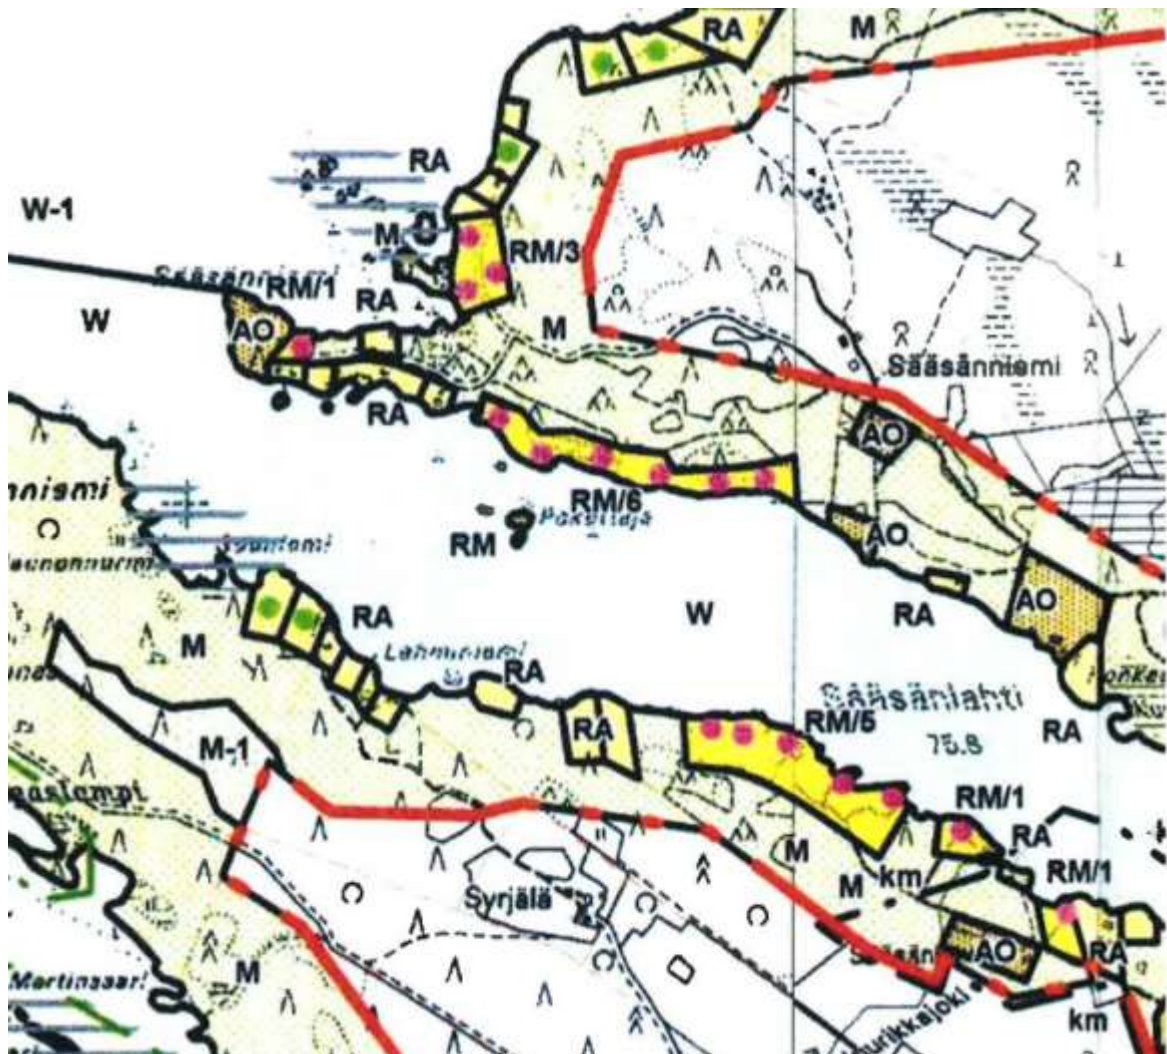 RA
M
RA
W-1
M
RM/3
Sääsänniemi
RM/1
RA
W
AO
M
Sääsänniemi
RA
AO
RM/6
AO
RM
W
RA
AO
RA
M
Lahnuniemi
RA
Sääsänlahti
RM/5
RA
RA
75.8
M-1
RM/1
RA
M
RM/1
M
km
Syrjälä
AO
RA
M
km